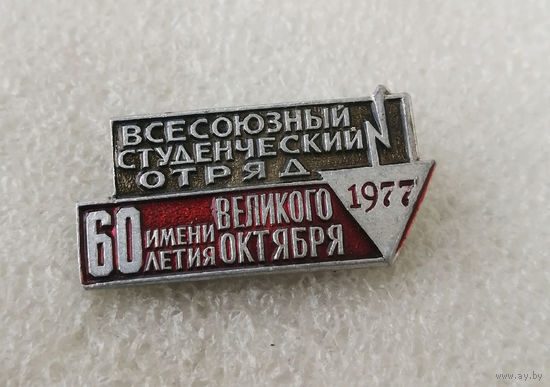 ВСЕСОЮЗНЫЙ
СТУДЕНЧЕСКИЙ
ОТРЯД
1977
60 ИМЕНИ ВЕЛИКОГО
ЛЕТИЯ ОКТЯБРЯ
© www.ay.by